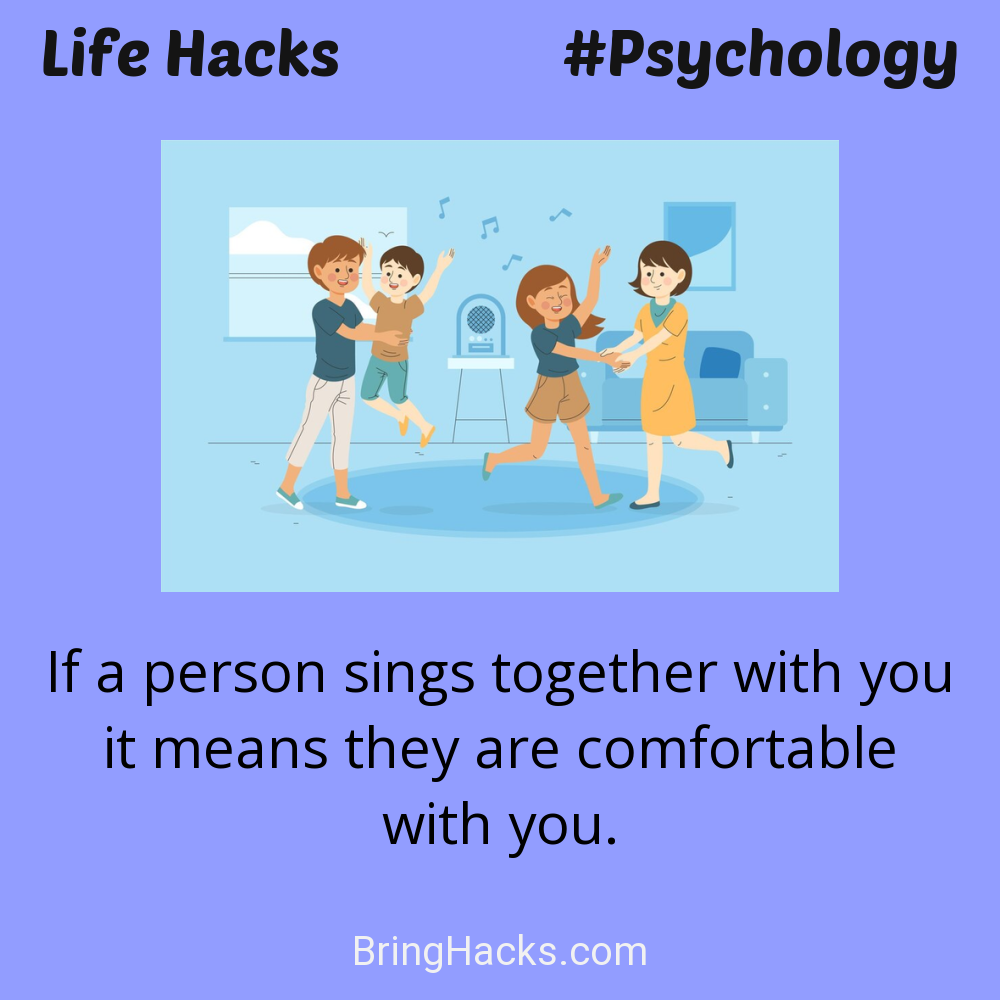 Life Hacks #Psychology
If a person sings together with you
it means they are comfortable
with you.
BringHacks.com